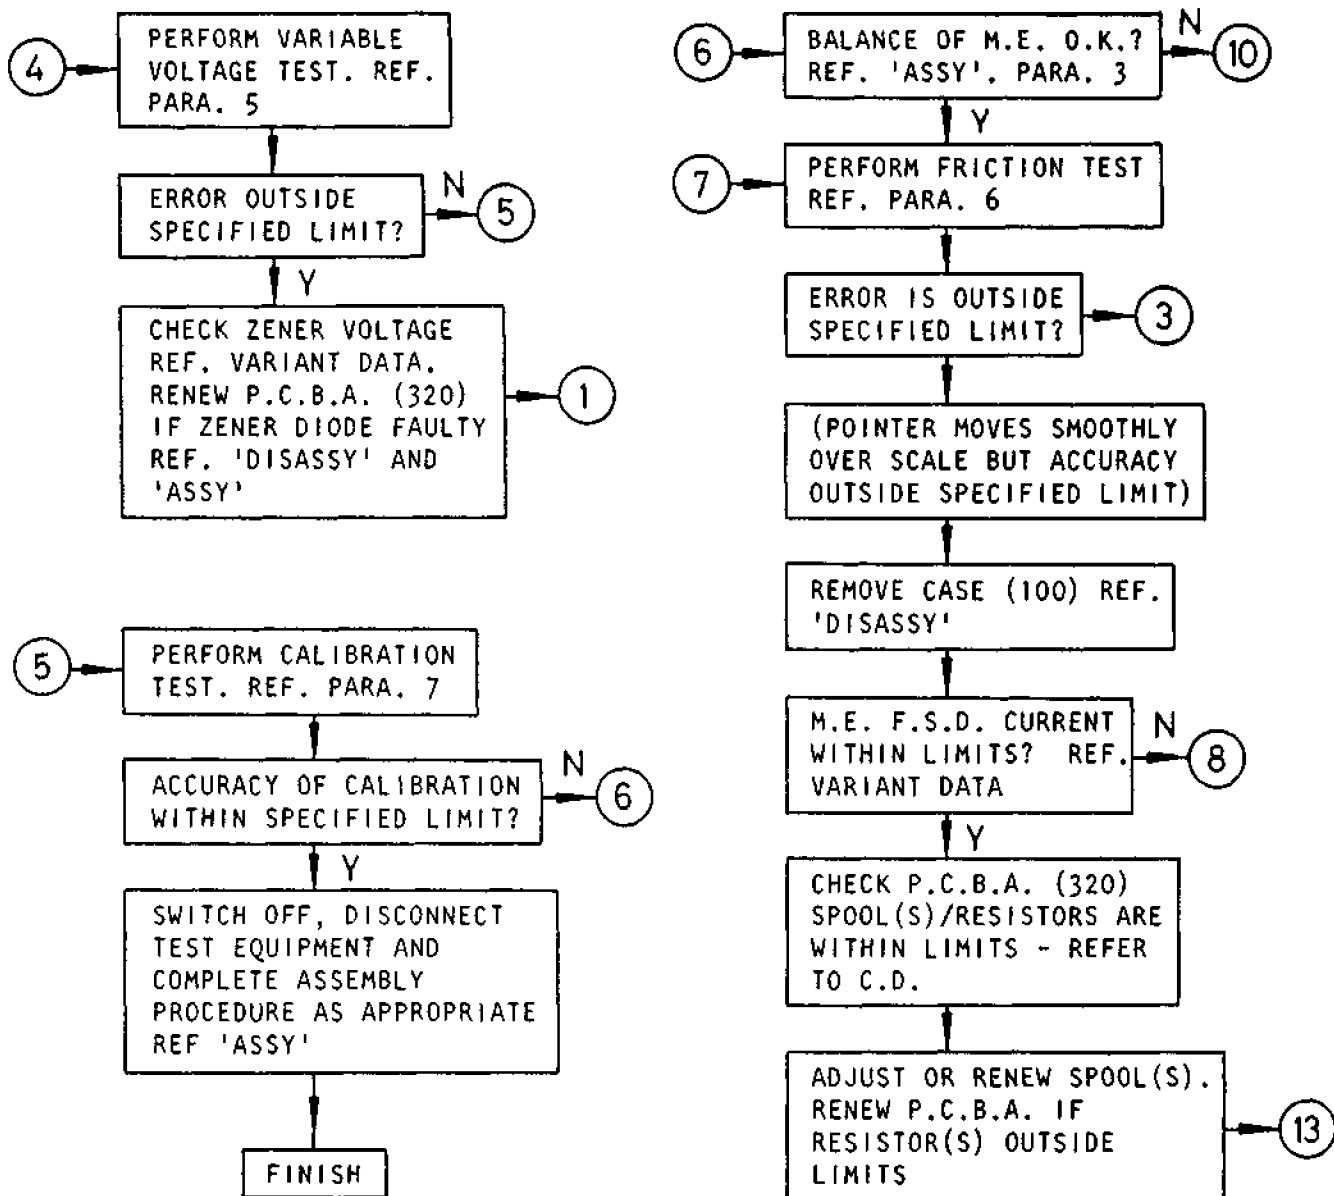 4
PERFORM VARIABLE
VOLTAGE TEST. REF.
PARA. 5
ERROR OUTSIDE
SPECIFIED LIMIT?
N
5
Y
CHECK ZENER VOLTAGE
REF. VARIANT DATA.
RENEW P.C.B.A. (320)
IF ZENER DIODE FAULTY
REF. 'DISASSY' AND
'ASSY'
1
5
PERFORM CALIBRATION
TEST. REF. PARA. 7
ACCURACY OF CALIBRATION
WITHIN SPECIFIED LIMIT?
N
6
Y
SWITCH OFF, DISCONNECT
TEST EQUIPMENT AND
COMPLETE ASSEMBLY
PROCEDURE AS APPROPRIATE
REF 'ASSY'
FINISH
6
BALANCE OF M.E. O.K.?
REF. 'ASSY'. PARA. 3
N
10
Y
7
PERFORM FRICTION TEST
REF. PARA. 6
ERROR IS OUTSIDE
SPECIFIED LIMIT?
3
(POINTER MOVES SMOOTHLY
OVER SCALE BUT ACCURACY
OUTSIDE SPECIFIED LIMIT)
REMOVE CASE (100) REF.
'DISASSY'
M.E. F.S.D. CURRENT
WITHIN LIMITS? REF.
VARIANT DATA
N
8
Y
CHECK P.C.B.A. (320)
SPOOL(S)/RESISTORS ARE
WITHIN LIMITS - REFER
TO C.D.
ADJUST OR RENEW SPOOL(S).
RENEW P.C.B.A. IF
RESISTOR(S) OUTSIDE
LIMITS
13